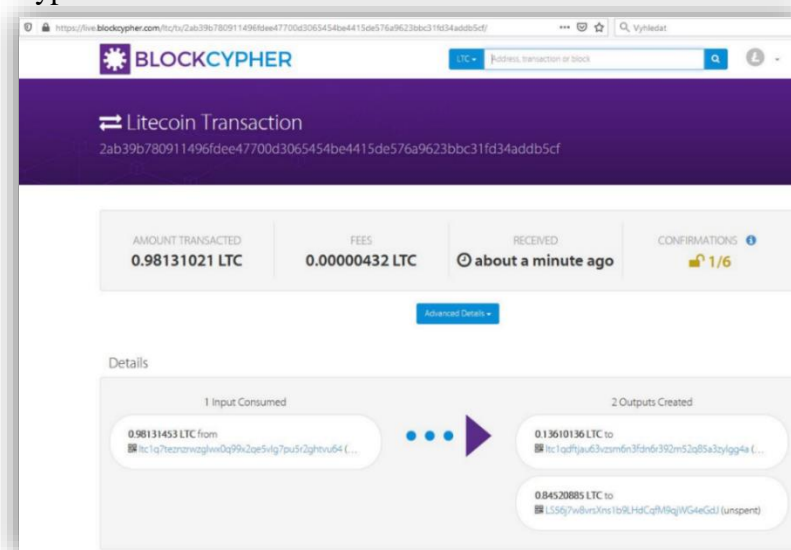 https://live.blockcypher.com/ltc/tx/2ab39b780911496fdee47700d3065454be4415de576a9623bbc31fd34addb5cf/
Vyhledat
BLOCKCYPHER
LTC
Address, transaction or block
Litecoin Transaction
2ab39b780911496fdee47700d3065454be4415de576a9623bbc31fd34addb5cf
AMOUNT TRANSACTED FEES RECEIVED CONFIRMATIONS
0.98131021 LTC 0.00000432 LTC about a minute ago 1/6
Advanced Details
Details
1 Input Consumed 2 Outputs Created
0.98131453 LTC from
0.13610136 LTC to
0.84520885 LTC to
(unspent)